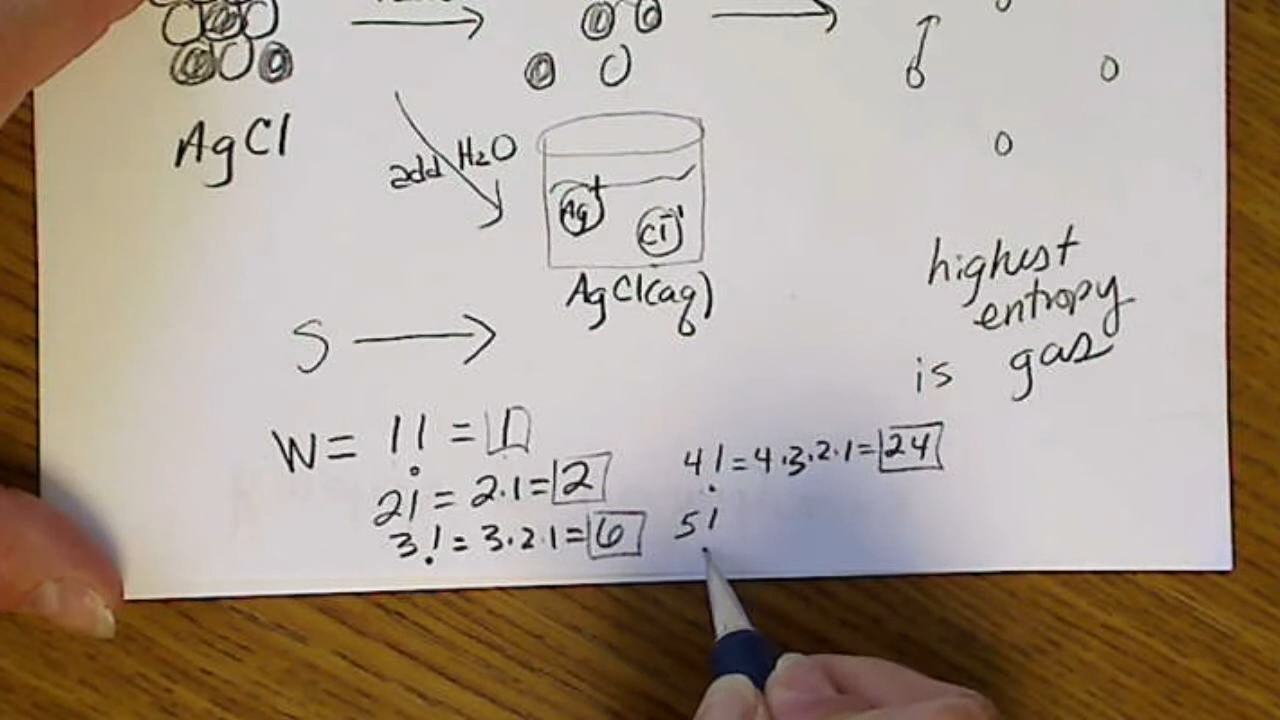 AgCl
add H2O
Ag+
Cl-1
AgCl(aq)
highest
entropy
is gas
S
W = 1! = 1
2! = 2·1 = 2
3! = 3·2·1 = 6
4! = 4·3·2·1 = 24
5!